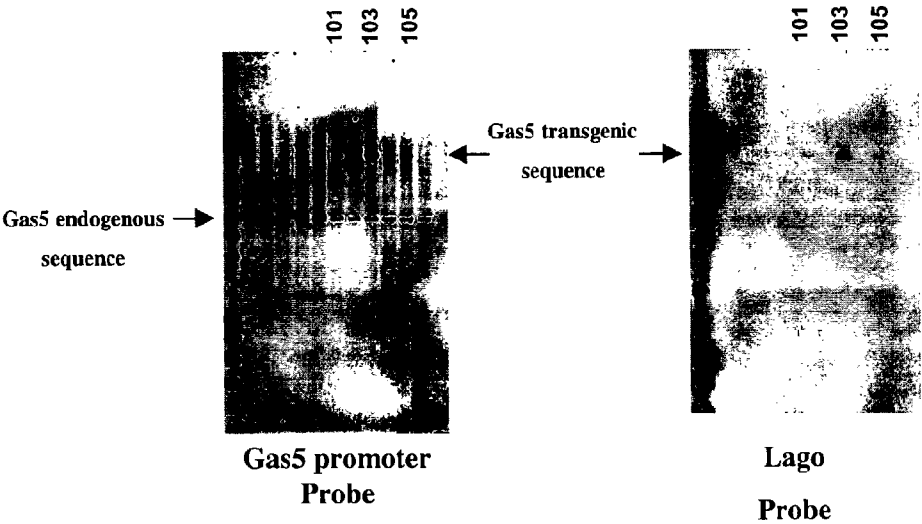 101
103
105
101
103
105
Gas5 transgenic
sequence
Gas5 endogenous
sequence
Gas5 promoter
Probe
Lago
Probe